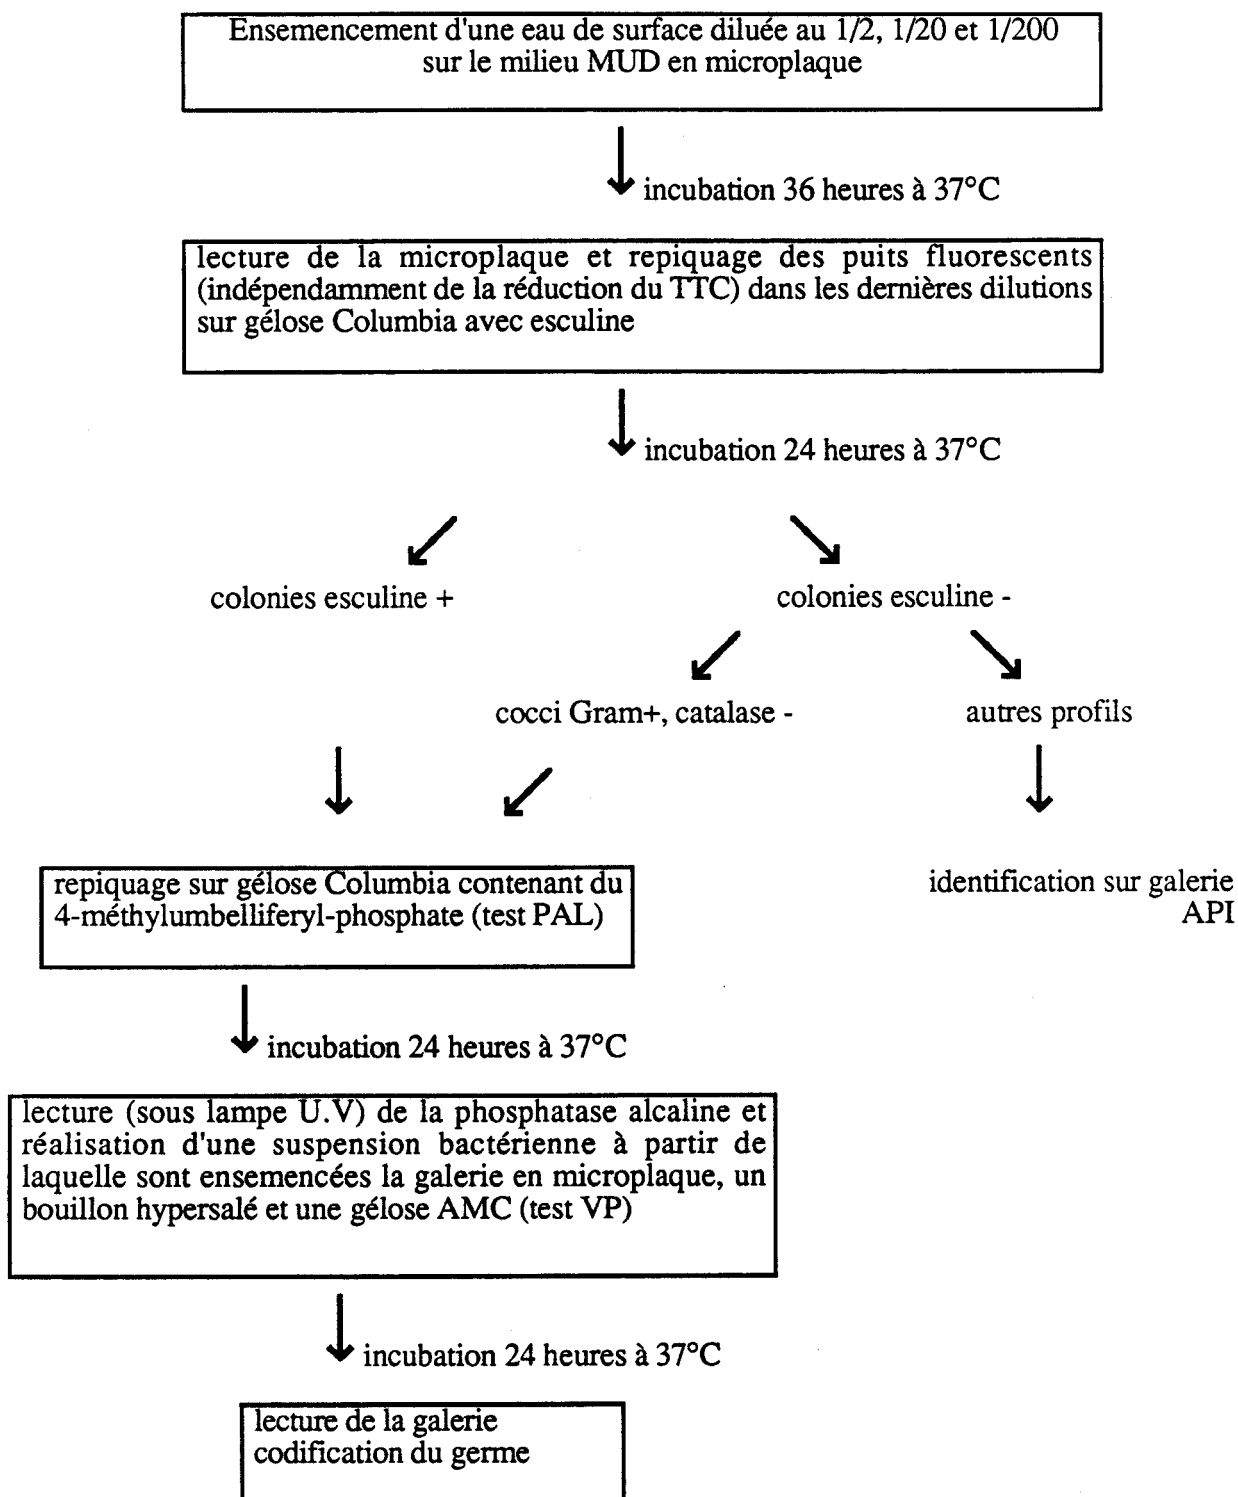 Ensemencement d'une eau de surface diluée au 1/2, 1/20 et 1/200
sur le milieu MUD en microplaque
incubation 36 heures à 37°C
lecture de la microplaque et repiquage des puits fluorescents
(indépendamment de la réduction du TTC) dans les dernières dilutions
sur gélose Columbia avec esculine
incubation 24 heures à 37°C
colonies esculine +
colonies esculine -
cocci Gram+, catalase -
autres profils
repiquage sur gélose Columbia contenant du
4-méthylumbelliferyl-phosphate (test PAL)
identification sur galerie
API
incubation 24 heures à 37°C
lecture (sous lampe U.V) de la phosphatase alcaline et
réalisation d'une suspension bactérienne à partir de
laquelle sont ensemencées la galerie en microplaque, un
bouillon hypersalé et une gélose AMC (test VP)
incubation 24 heures à 37°C
lecture de la galerie
codification du germe